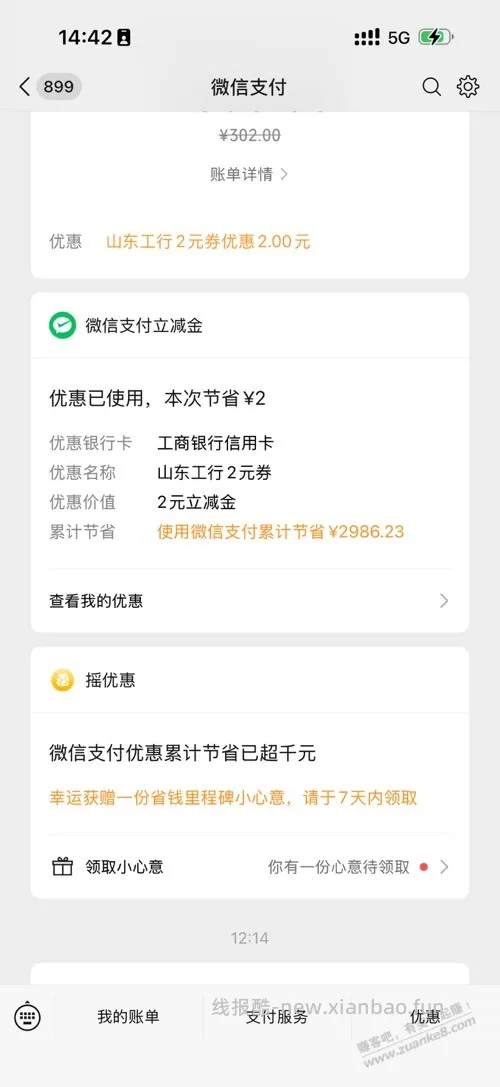 14:42
5G
899
微信支付
¥302.00
账单详情
优惠 山东工行2元券优惠2.00元
微信支付立减金
优惠已使用，本次节省¥2
优惠银行卡 工商银行信用卡
优惠名称 山东工行2元券
优惠价值 2元立减金
累计节省 使用微信支付累计节省¥2986.23
查看我的优惠
摇优惠
微信支付优惠累计节省已超千元
幸运获赠一份省钱里程碑小心意，请于7天内领取
领取小心意 你有一份心意待领取
12:14
线报酷-new.xianbao.fun
我的账单 支付服务 优惠
赚客吧，有奖一起赚！
www.zuanke8.com